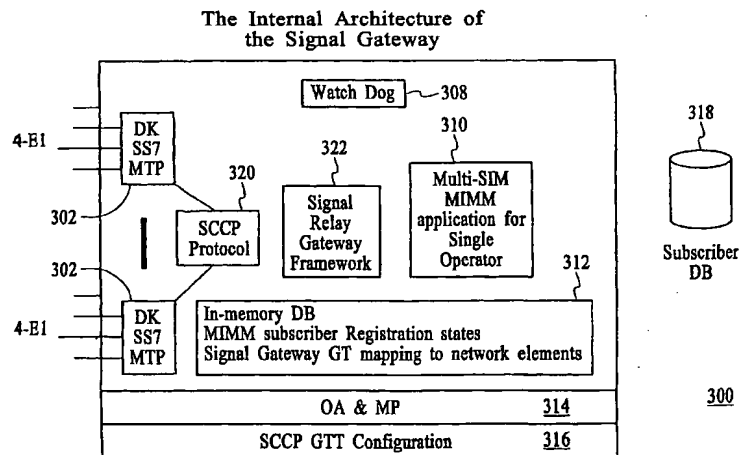 The Internal Architecture of
the Signal Gateway
Watch Dog
308
318
4-E1
DK
SS7
MTP
302
320
322
310
SCCP
Protocol
Signal
Relay
Gateway
Framework
Multi-SIM
MIMM
application for
Single
Operator
Subscriber
DB
302
312
4-E1
DK
SS7
MTP
In-memory DB
MIMM subscriber Registration states
Signal Gateway GT mapping to network elements
OA & MP 314
300
SCCP GTT Configuration 316